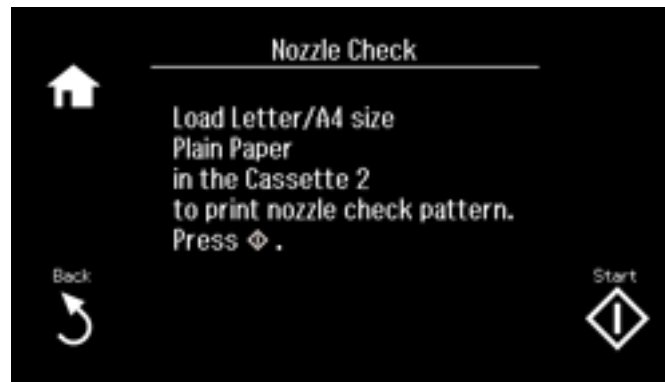 Nozzle Check
Load Letter/A4 size
Plain Paper
in the Cassette 2
to print nozzle check pattern.
Press ⟐ .
Back
Start